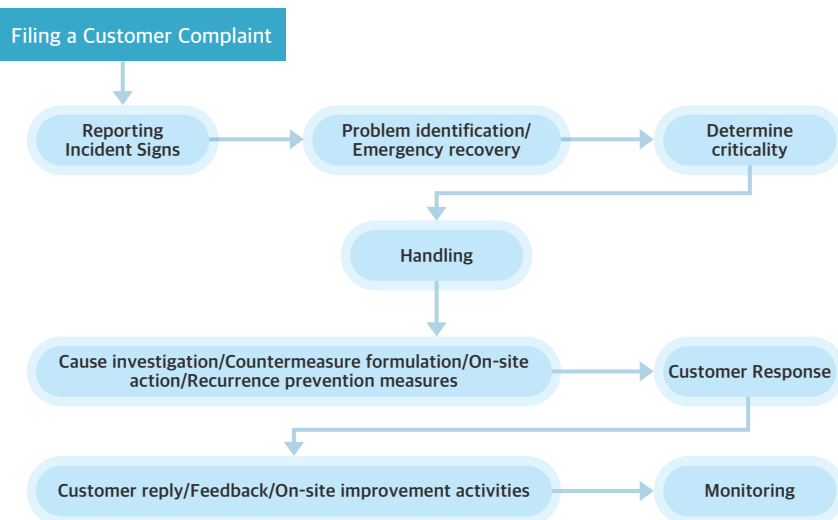 Filing a Customer Complaint
Reporting
Incident Signs
Problem identification/
Emergency recovery
Determine
criticality
Handling
Cause investigation/Countermeasure formulation/On-site
action/Recurrence prevention measures
Customer Response
Customer reply/Feedback/On-site improvement activities
Monitoring